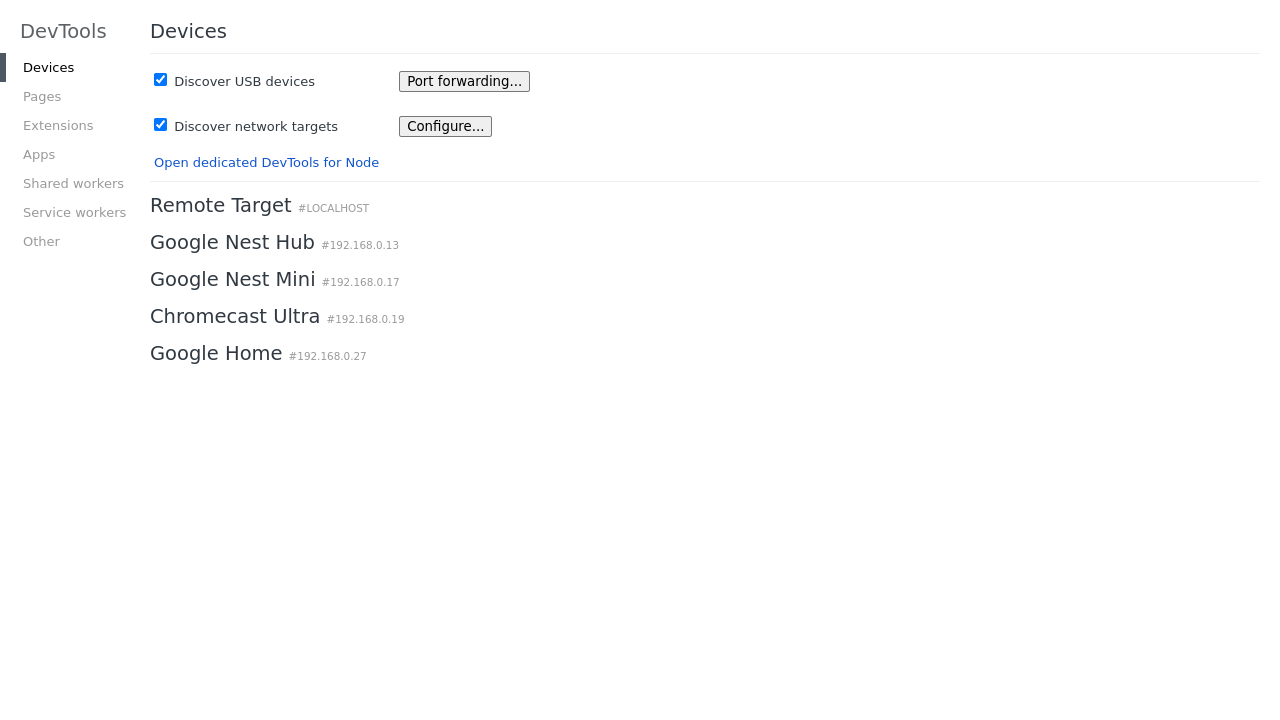 DevTools
Devices
Pages
Extensions
Apps
Shared workers
Service workers
Other
Devices
Discover USB devices Port forwarding...
Discover network targets Configure...
Open dedicated DevTools for Node
Remote Target #LOCALHOST
Google Nest Hub #192.168.0.13
Google Nest Mini #192.168.0.17
Chromecast Ultra #192.168.0.19
Google Home #192.168.0.27